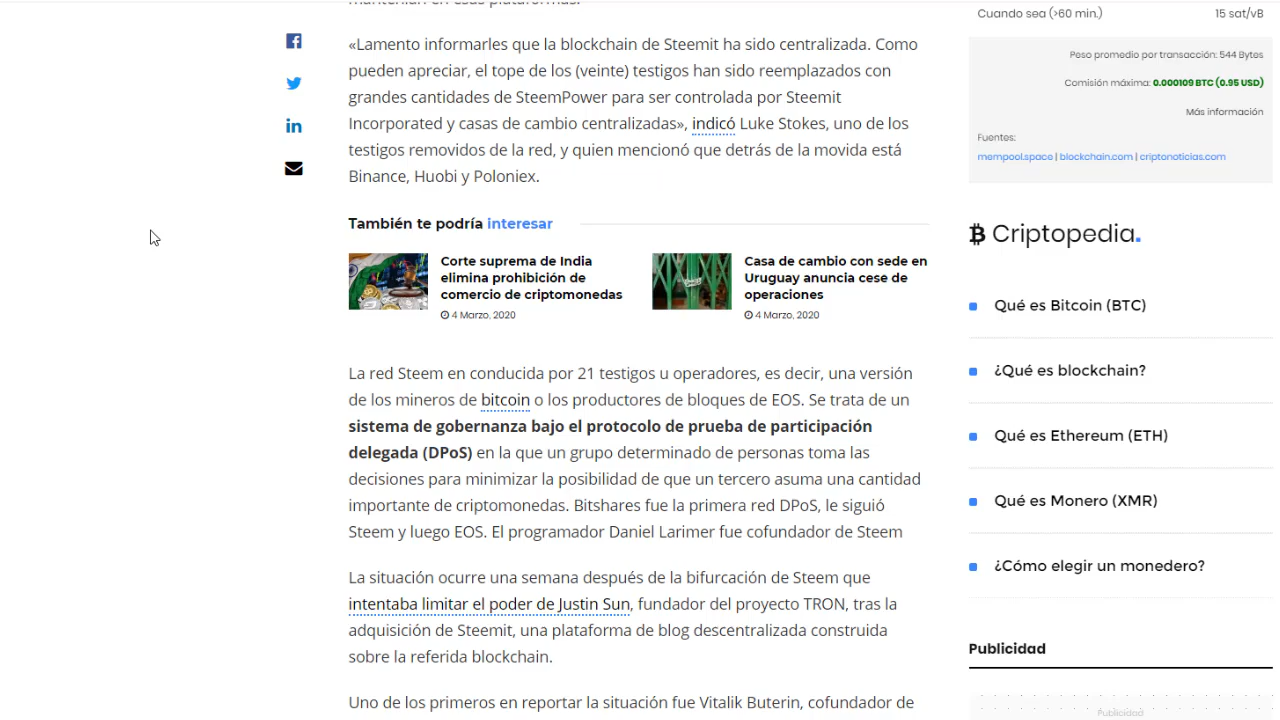 mantenían en esas plataformas.
«Lamento informarles que la blockchain de Steemit ha sido centralizada. Como
pueden apreciar, el tope de los (veinte) testigos han sido reemplazados con
grandes cantidades de SteemPower para ser controlada por Steemit
Incorporated y casas de cambio centralizadas», indicó Luke Stokes, uno de los
testigos removidos de la red, y quien mencionó que detrás de la movida está
Binance, Huobi y Poloniex.
También te podría interesar
Corte suprema de India
elimina prohibición de
comercio de criptomonedas
4 Marzo, 2020
Casa de cambio con sede en
Uruguay anuncia cese de
operaciones
4 Marzo, 2020
La red Steem en conducida por 21 testigos u operadores, es decir, una versión
de los mineros de bitcoin o los productores de bloques de EOS. Se trata de un
sistema de gobernanza bajo el protocolo de prueba de participación
delegada (DPoS) en la que un grupo determinado de personas toma las
decisiones para minimizar la posibilidad de que un tercero asuma una cantidad
importante de criptomonedas. Bitshares fue la primera red DPoS, le siguió
Steem y luego EOS. El programador Daniel Larimer fue cofundador de Steem
La situación ocurre una semana después de la bifurcación de Steem que
intentaba limitar el poder de Justin Sun, fundador del proyecto TRON, tras la
adquisición de Steemit, una plataforma de blog descentralizada construida
sobre la referida blockchain.
Uno de los primeros en reportar la situación fue Vitalik Buterin, cofundador de
Cuando sea (>60 min.) 15 sat/vB
Peso promedio por transacción: 544 Bytes
Comisión máxima: 0.000109 BTC (0.95 USD)
Más información
Fuentes:
mempool.space | blockchain.com | criptonoticias.com
Criptopedia.
Qué es Bitcoin (BTC)
¿Qué es blockchain?
Qué es Ethereum (ETH)
Qué es Monero (XMR)
¿Cómo elegir un monedero?
Publicidad
Publicidad